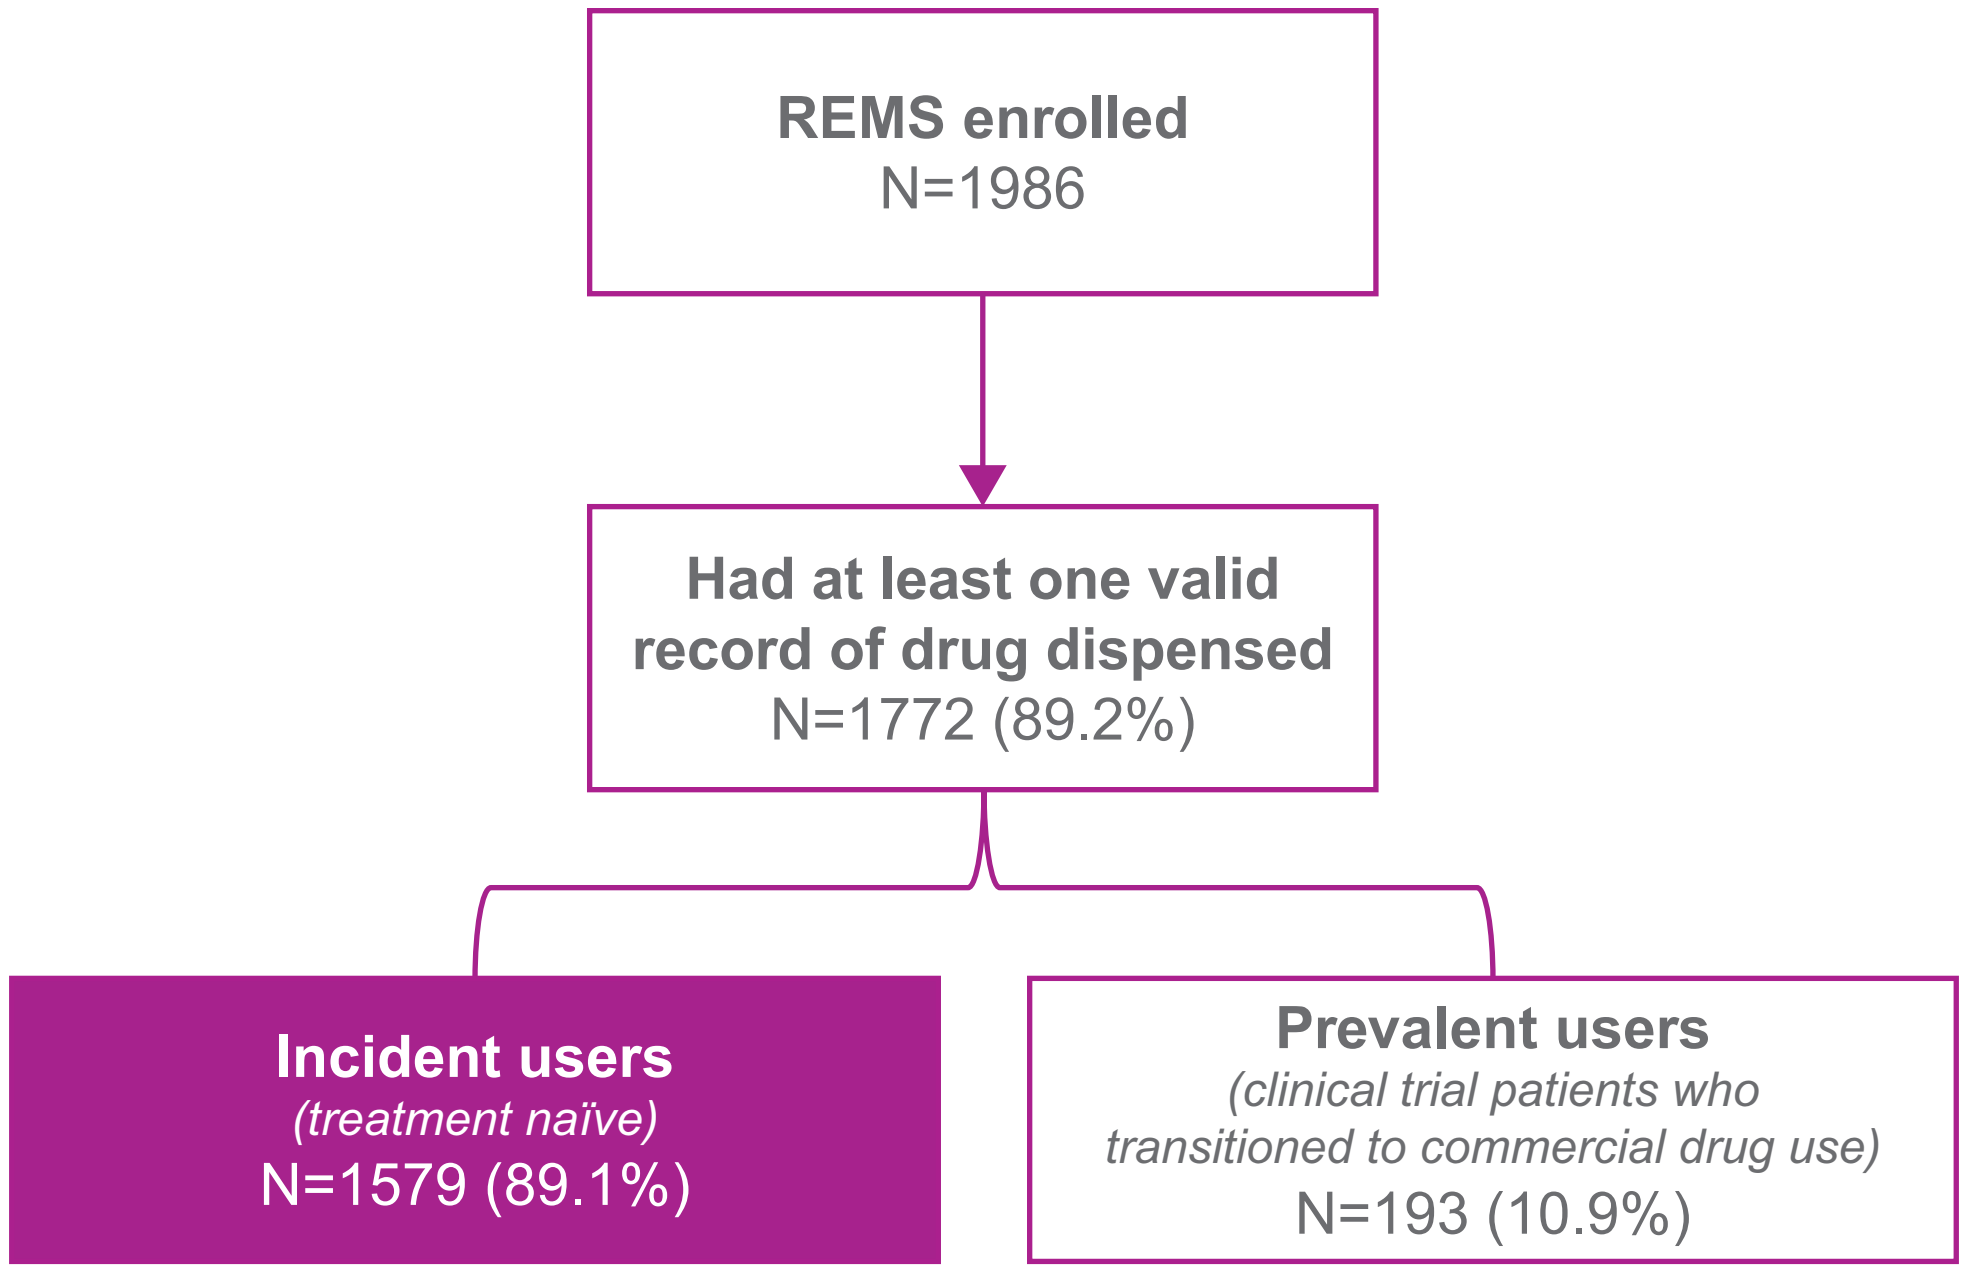 REMS enrolled
N=1986
Had at least one valid
record of drug dispensed
N=1772 (89.2%)
Incident users
(treatment naïve)
N=1579 (89.1%)
Prevalent users
(clinical trial patients who
transitioned to commercial drug use)
N=193 (10.9%)